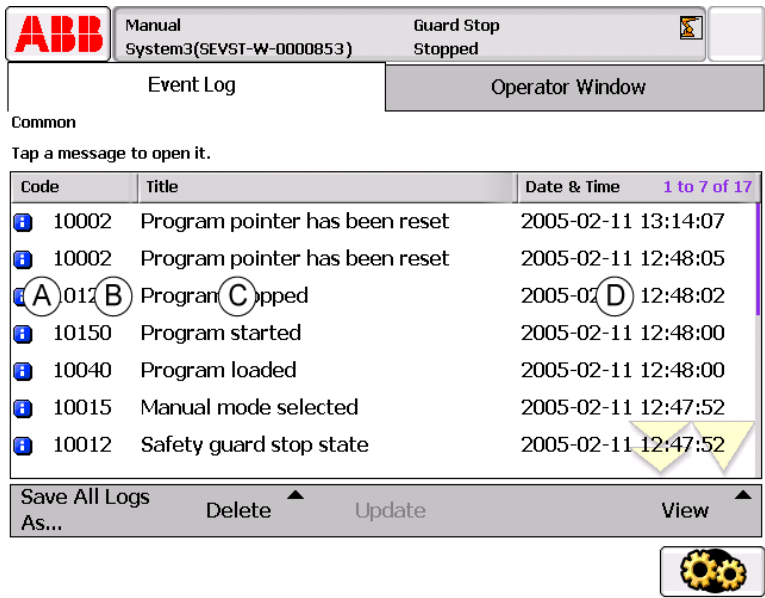 ABB
Manual
Guard Stop
System3(SEVST-W-0000853)
Stopped
Event Log
Operator Window
Common
Tap a message to open it.
Code Title Date & Time 1 to 7 of 17
10002 Program pointer has been reset 2005-02-11 13:14:07
10002 Program pointer has been reset 2005-02-11 12:48:05
A B C D 12:48:02
10150 Program started 2005-02-11 12:48:00
10040 Program loaded 2005-02-11 12:48:00
10015 Manual mode selected 2005-02-11 12:47:52
10012 Safety guard stop state 2005-02-11 12:47:52
Save All Logs
As...
Delete Update View